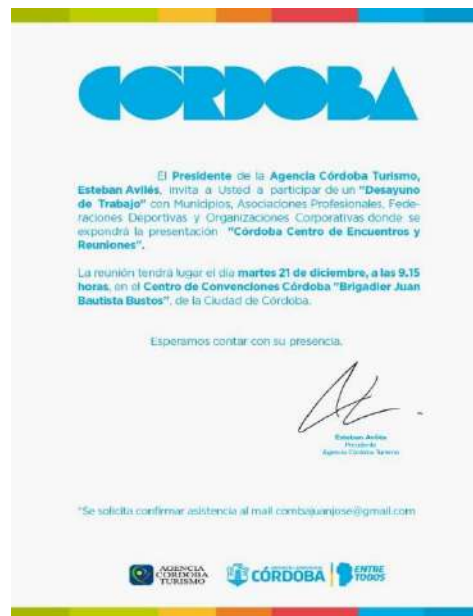 CÓRDOBA
El Presidente de la Agencia Córdoba Turismo,
Esteban Avilés, invita a Usted a participar de un "Desayuno
de Trabajo" con Municipios, Asociaciones Profesionales, Fede-
raciones Deportivas y Organizaciones Corporativas donde se
expondrá la presentación "Córdoba Centro de Encuentros y
Reuniones".
La reunión tendrá lugar el día martes 21 de diciembre, a las 9.15
horas, en el Centro de Convenciones Córdoba "Brigadier Juan
Bautista Bustos", de la Ciudad de Córdoba.
Esperamos contar con su presencia.
Esteban Avilés
Presidente
Agencia Córdoba Turismo
*Se solicita confirmar asistencia al mail combajuanjose@gmail.com
AGENCIA
CORDOBA
TURISMO
CÓRDOBA
ENTRE
TODOS